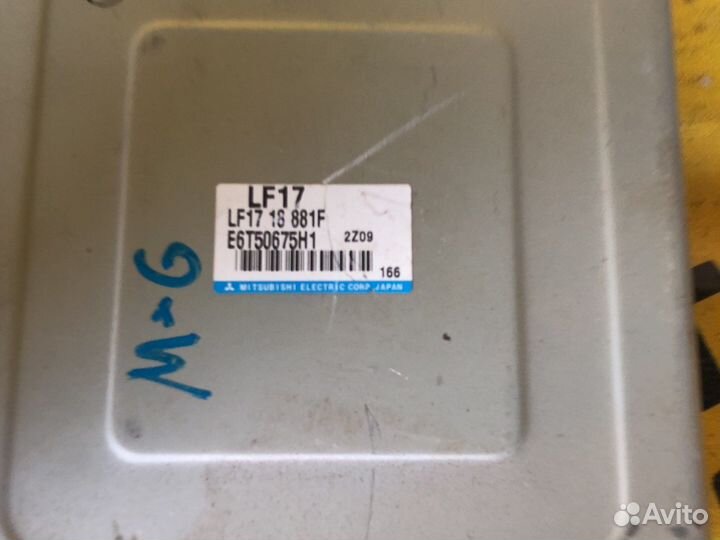 LF17
LF17 18 881F
E6T50675H1 2Z09
166
MITSUBISHI ELECTRIC CORP. JAPAN
M-6
Avito